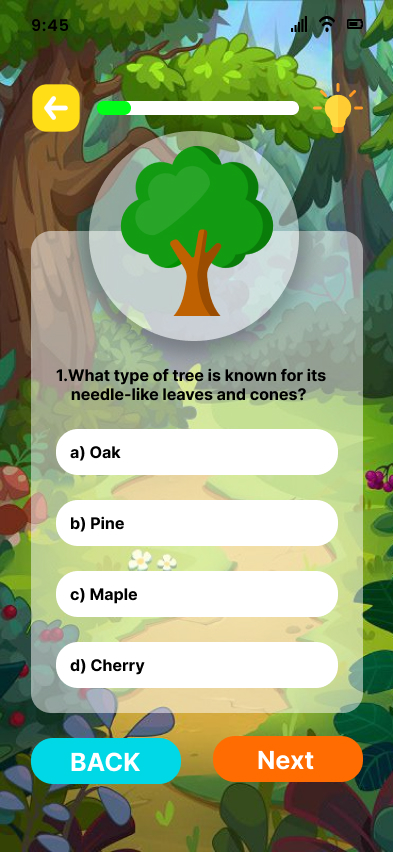 9:45
1.What type of tree is known for its
needle-like leaves and cones?
a) Oak
b) Pine
c) Maple
d) Cherry
BACK
Next